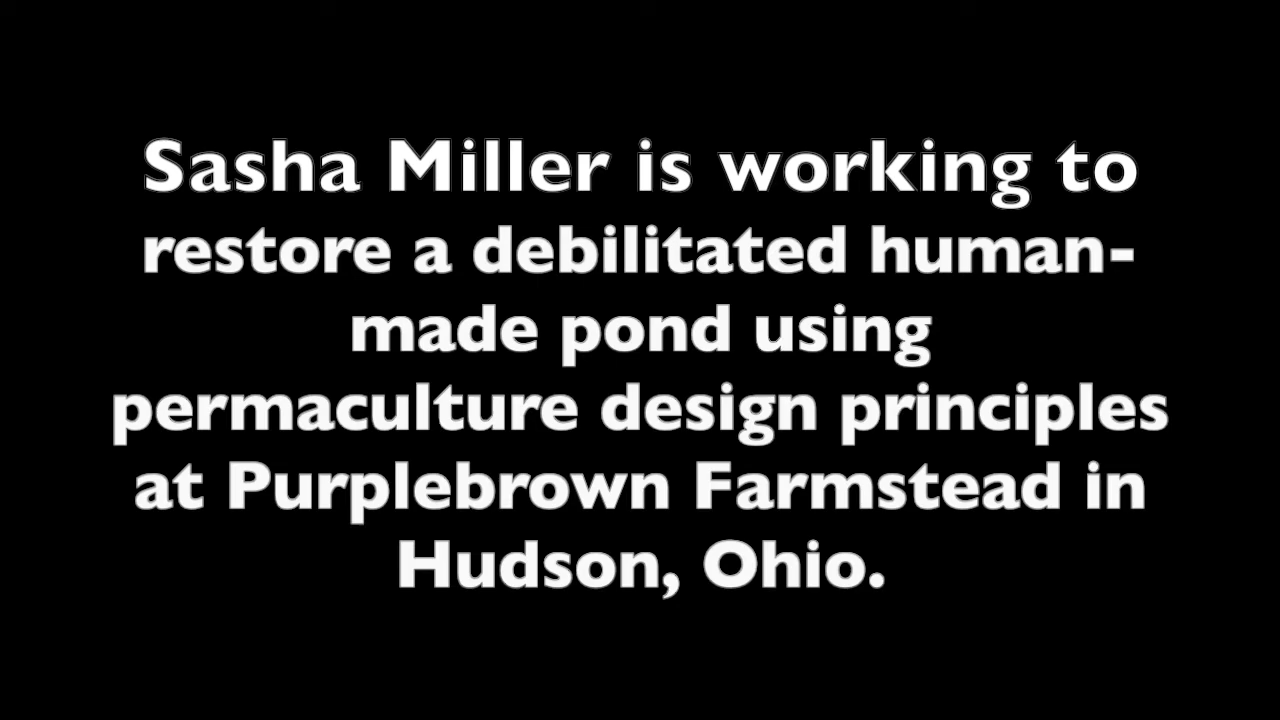 Sasha Miller is working to
restore a debilitated human-
made pond using
permaculture design principles
at Purplebrown Farmstead in
Hudson, Ohio.